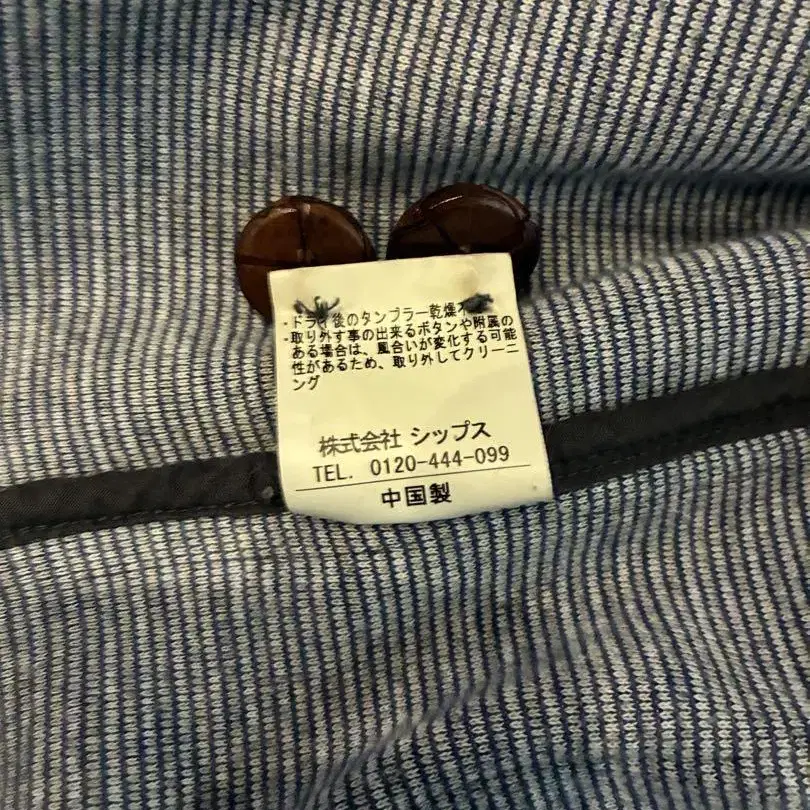 ・ドライ後のタンブラー乾燥不
・取り外す事の出来るボタンや附属の
ある場合は、風合いが変化する可能
性があるため、取り外してクリーニ
ング
株式会社 シップス
TEL. 0120-444-099
中国製